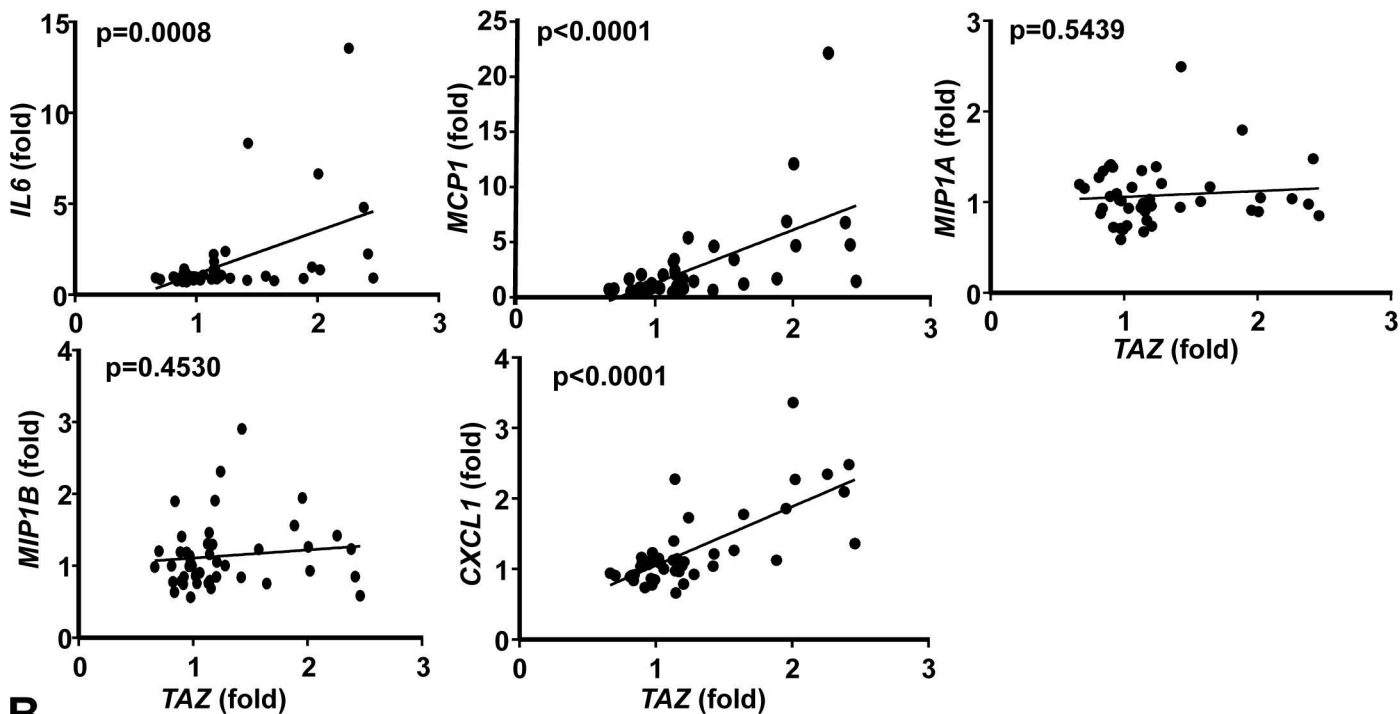 p=0.0008
IL6 (fold)
15
10
5
0
0 1 2 3
p<0.0001
MCP1 (fold)
25
20
15
10
5
0
0 1 2 3
p=0.5439
MIP1A (fold)
3
2
1
0
0 1 2 3
TAZ (fold)
p=0.4530
MIP1B (fold)
4
3
2
1
0
0 1 2 3
TAZ (fold)
p<0.0001
CXCL1 (fold)
4
3
2
1
0
0 1 2 3
TAZ (fold)
B